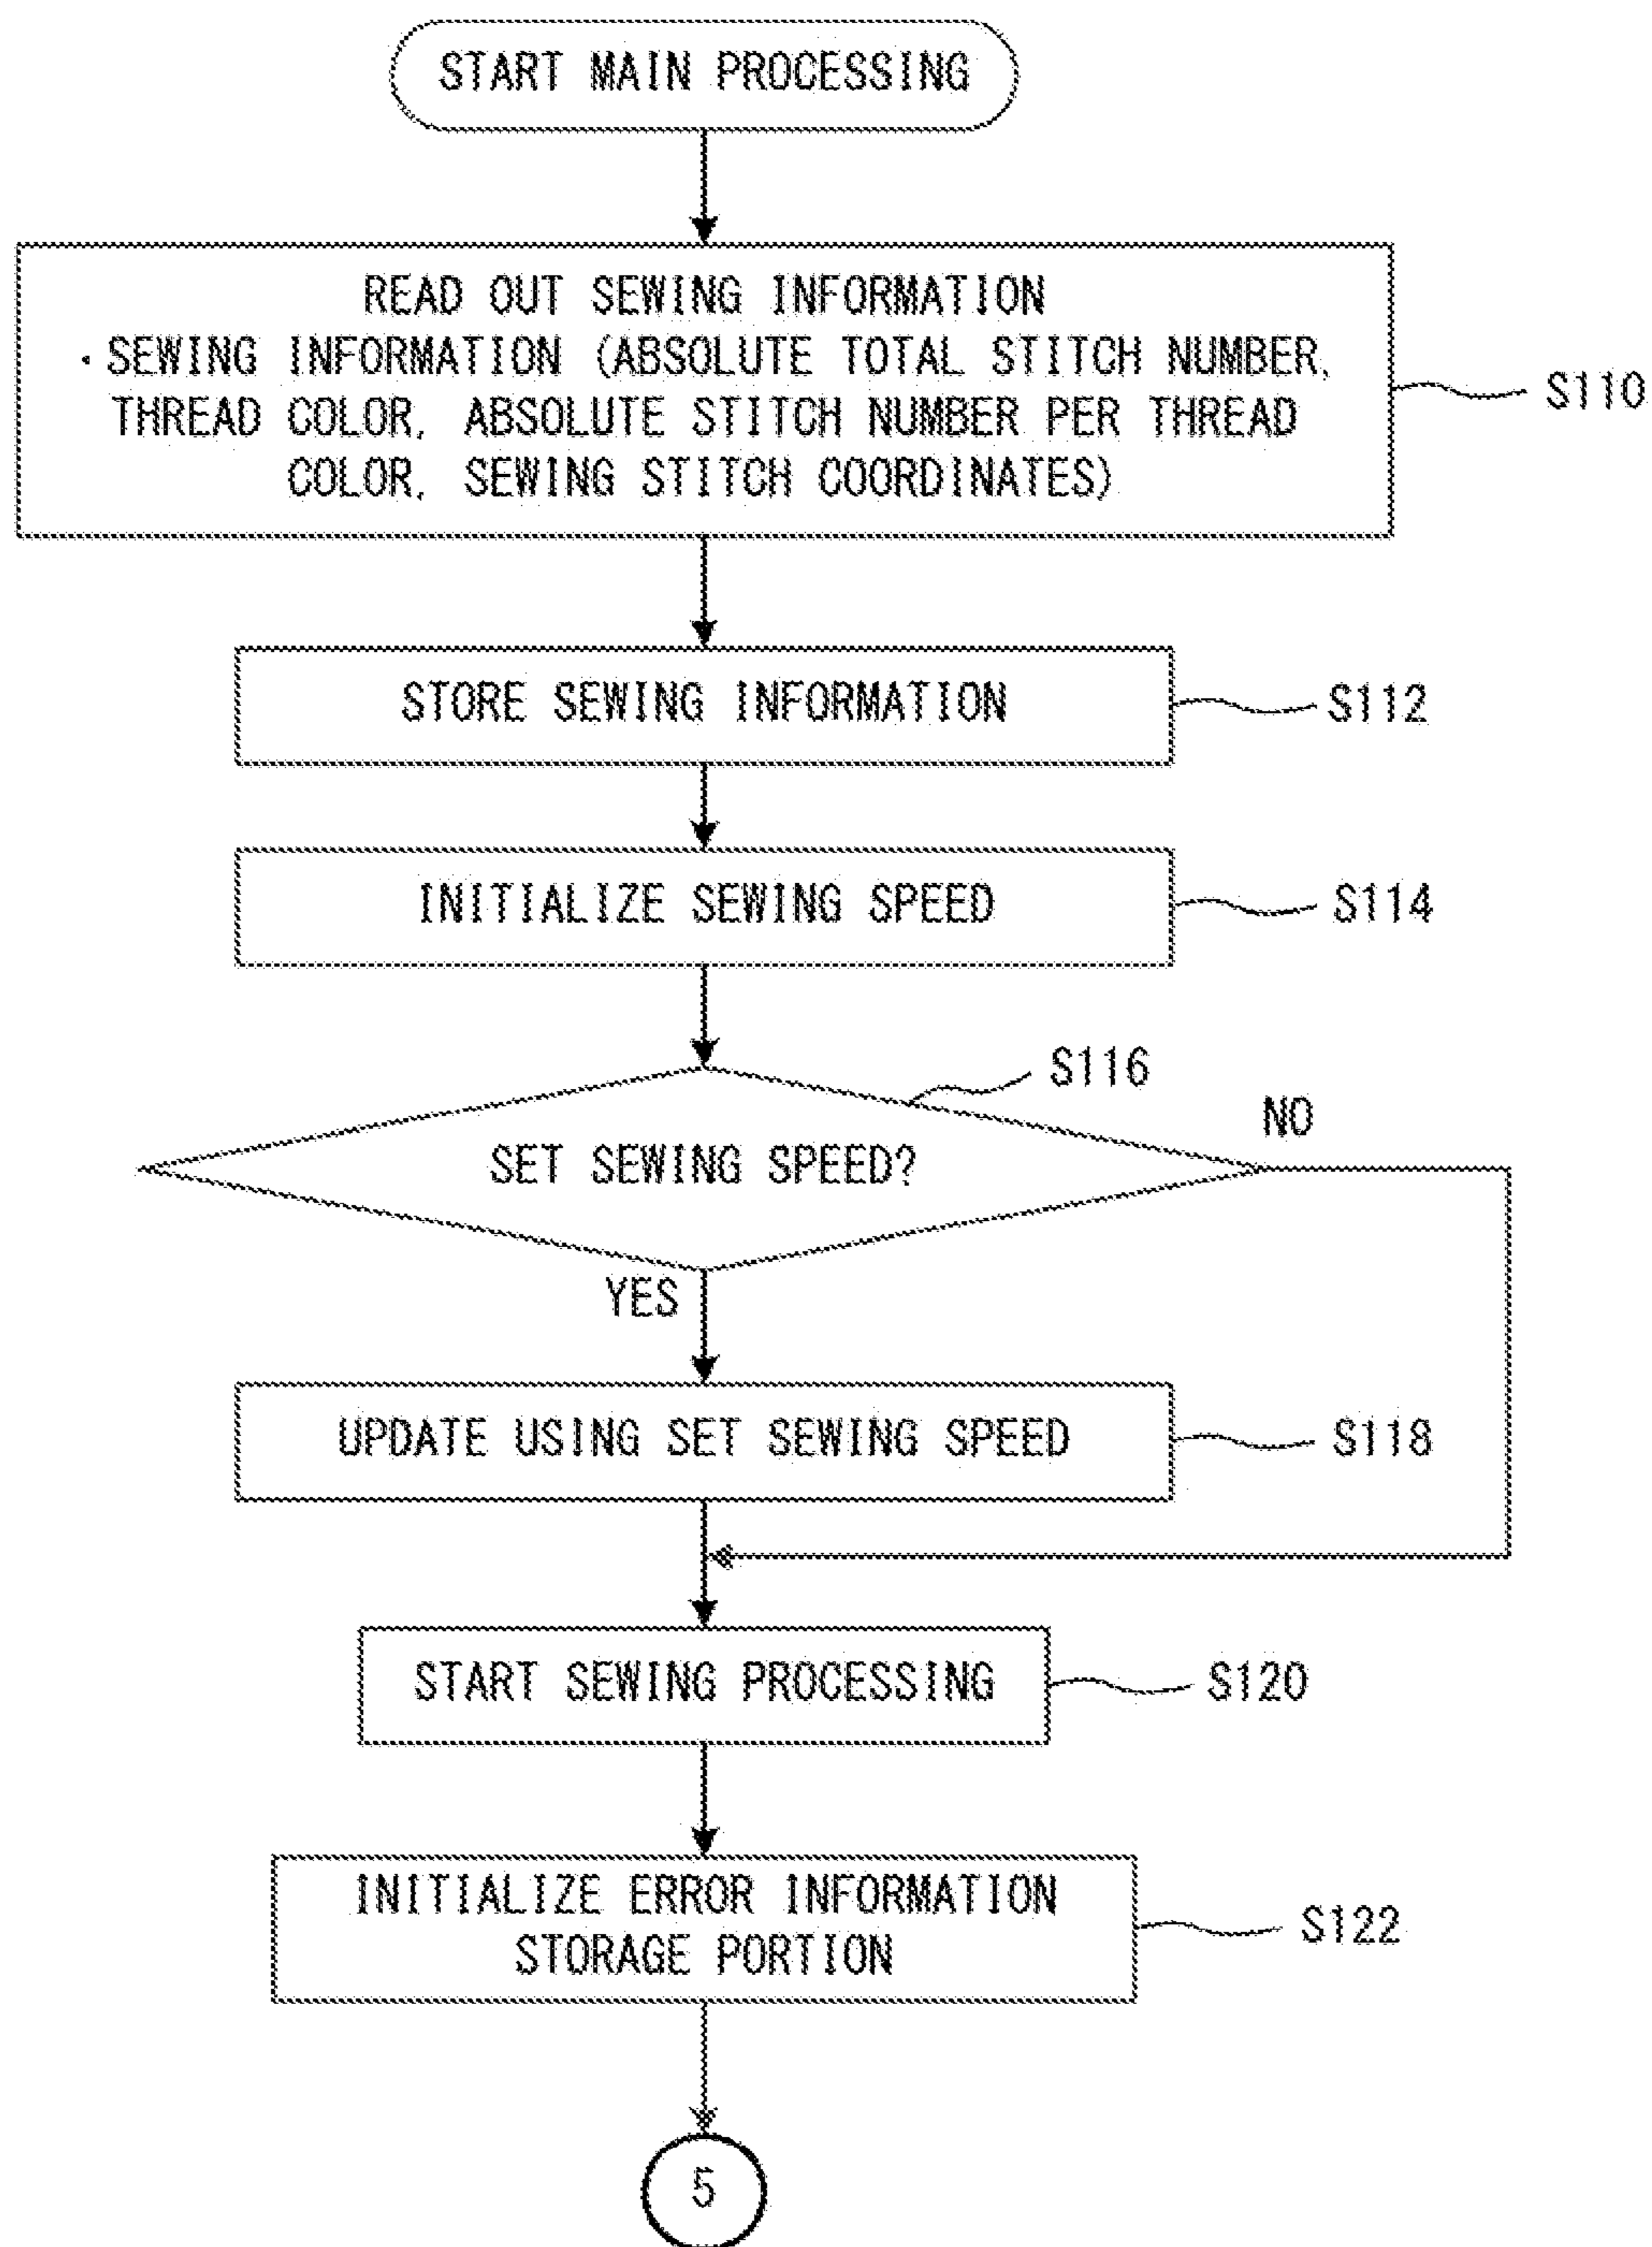 START MAIN PROCESSING
READ OUT SEWING INFORMATION
· SEWING INFORMATION (ABSOLUTE TOTAL STITCH NUMBER,
THREAD COLOR, ABSOLUTE STITCH NUMBER PER THREAD
COLOR, SEWING STITCH COORDINATES)
S110
STORE SEWING INFORMATION
S112
INITIALIZE SEWING SPEED
S114
S116
NO
SET SEWING SPEED?
YES
UPDATE USING SET SEWING SPEED
S118
START SEWING PROCESSING
S120
INITIALIZE ERROR INFORMATION
STORAGE PORTION
S122
5